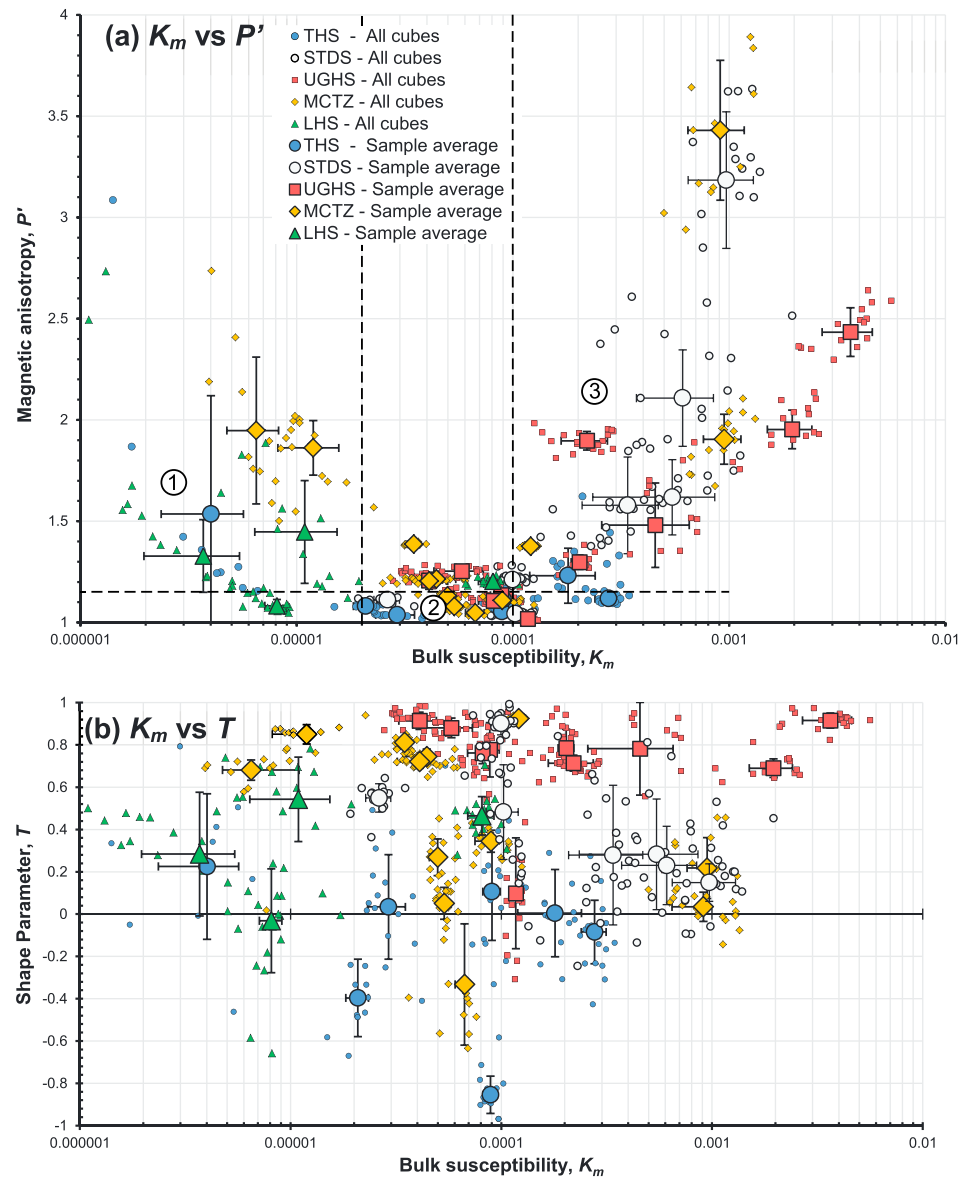 4
(a) Km vs P'
THS - All cubes
STDS - All cubes
UGHS - All cubes
MCTZ - All cubes
LHS - All cubes
THS - Sample average
STDS - Sample average
UGHS - Sample average
MCTZ - Sample average
LHS - Sample average
3.5
3
2.5
2
1.5
1
Magnetic anisotropy, P'
1
2
3
0.000001
0.00001
0.0001
0.001
0.01
Bulk susceptibility, Km
1
(b) Km vs T
0.8
0.6
0.4
0.2
0
-0.2
-0.4
-0.6
-0.8
-1
Shape Parameter, T
0.000001
0.00001
0.0001
0.001
0.01
Bulk susceptibility, Km